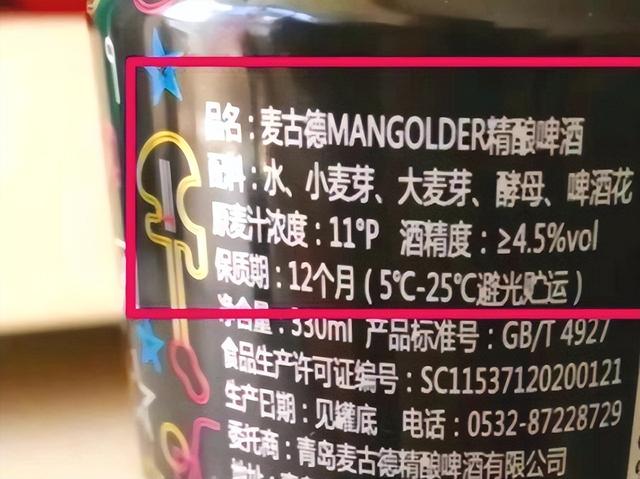 品名：麦古德MANGOLDER精酿啤酒
配料：水、小麦芽、大麦芽、酵母、啤酒花
原麦汁浓度：11°P 酒精度：≥4.5%vol
保质期：12个月（5℃-25℃避光贮运）
净含量：330ml 产品标准号：GB/T 4927
食品生产许可证编号：SC11537120200121
生产日期：见罐底 电话：0532-87228729
委托商：青岛麦古德精酿啤酒有限公司